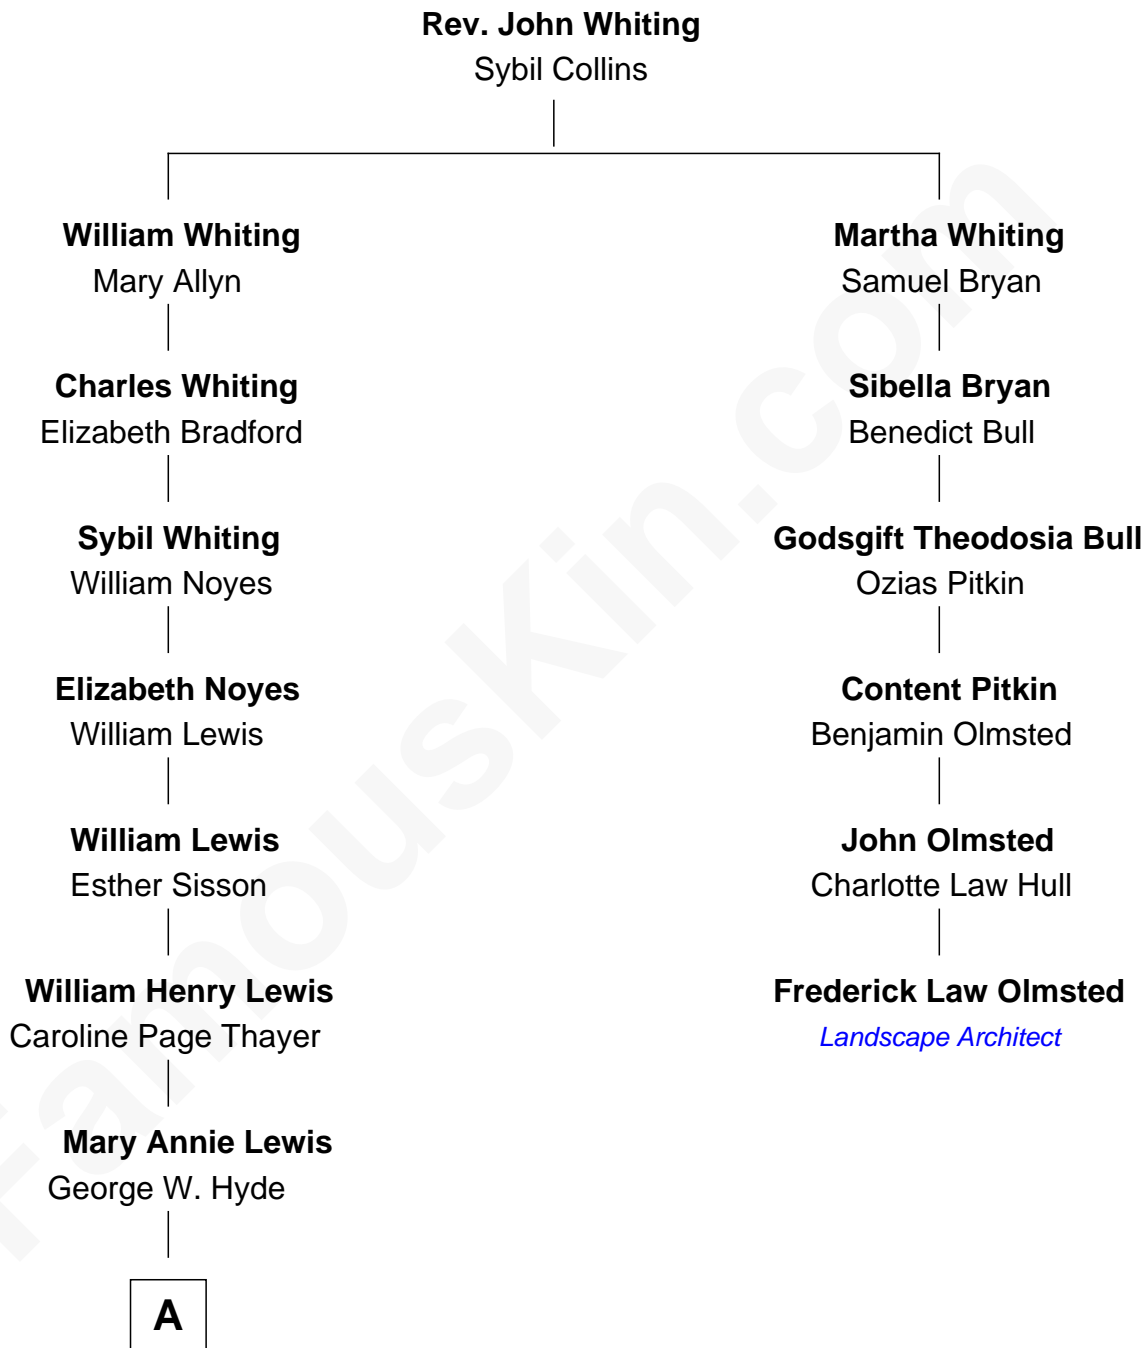 Rev. John Whiting
Sybil Collins
William Whiting
Mary Allyn
Martha Whiting
Samuel Bryan
Charles Whiting
Elizabeth Bradford
Sibella Bryan
Benedict Bull
Sybil Whiting
William Noyes
Godsgift Theodosia Bull
Ozias Pitkin
Elizabeth Noyes
William Lewis
Content Pitkin
Benjamin Olmsted
William Lewis
Esther Sisson
John Olmsted
Charlotte Law Hull
William Henry Lewis
Caroline Page Thayer
Frederick Law Olmsted
Landscape Architect
Mary Annie Lewis
George W. Hyde
A
FamousKin.com